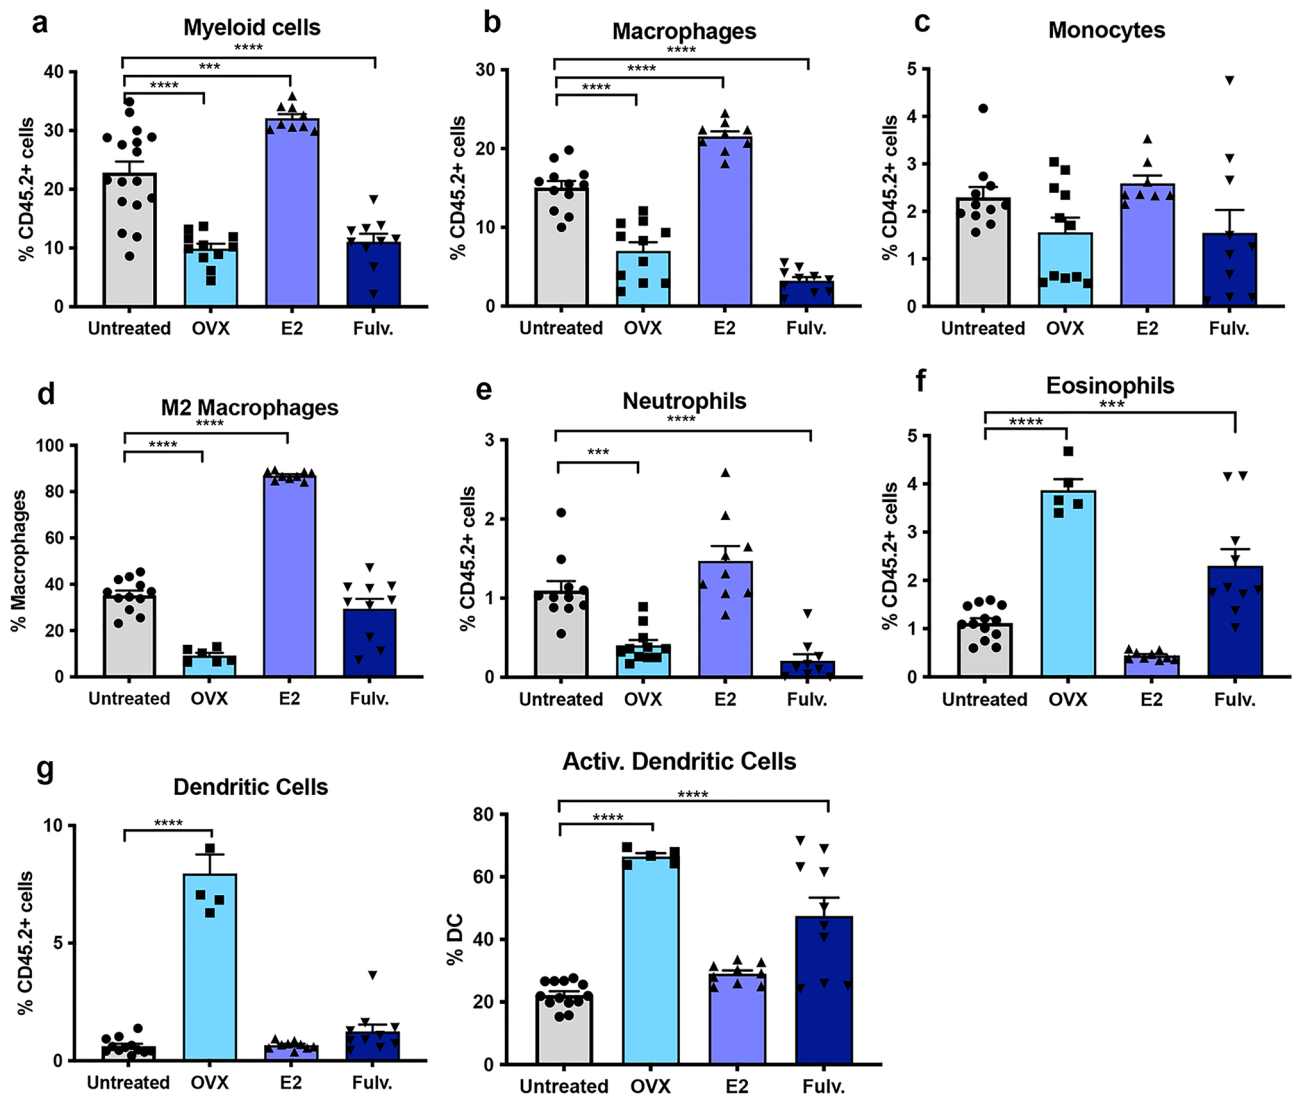 a
Myeloid cells
****
***
****
% CD45.2+ cells
40
30
20
10
0
Untreated OVX E2 Fulv.
b
Macrophages
****
****
****
% CD45.2+ cells
30
20
10
0
Untreated OVX E2 Fulv.
c
Monocytes
% CD45.2+ cells
5
4
3
2
1
0
Untreated OVX E2 Fulv.
d
M2 Macrophages
****
****
% Macrophages
100
80
60
40
20
0
Untreated OVX E2 Fulv.
e
Neutrophils
****
***
% CD45.2+ cells
3
2
1
0
Untreated OVX E2 Fulv.
f
Eosinophils
***
****
% CD45.2+ cells
5
4
3
2
1
0
Untreated OVX E2 Fulv.
g
Dendritic Cells
****
% CD45.2+ cells
10
5
0
Untreated OVX E2 Fulv.
Activ. Dendritic Cells
****
****
% DC
80
60
40
20
0
Untreated OVX E2 Fulv.